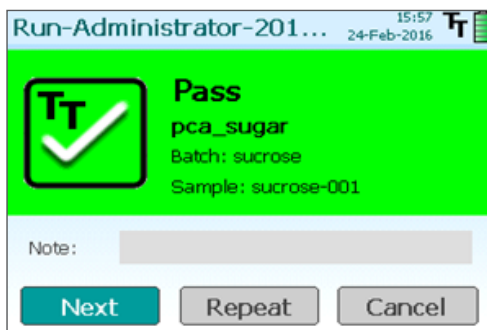 Run-Administrator-201...
15:57
24-Feb-2016
TT
TT
Pass
pca_sugar
Batch: sucrose
Sample: sucrose-001
Note:
Next
Repeat
Cancel